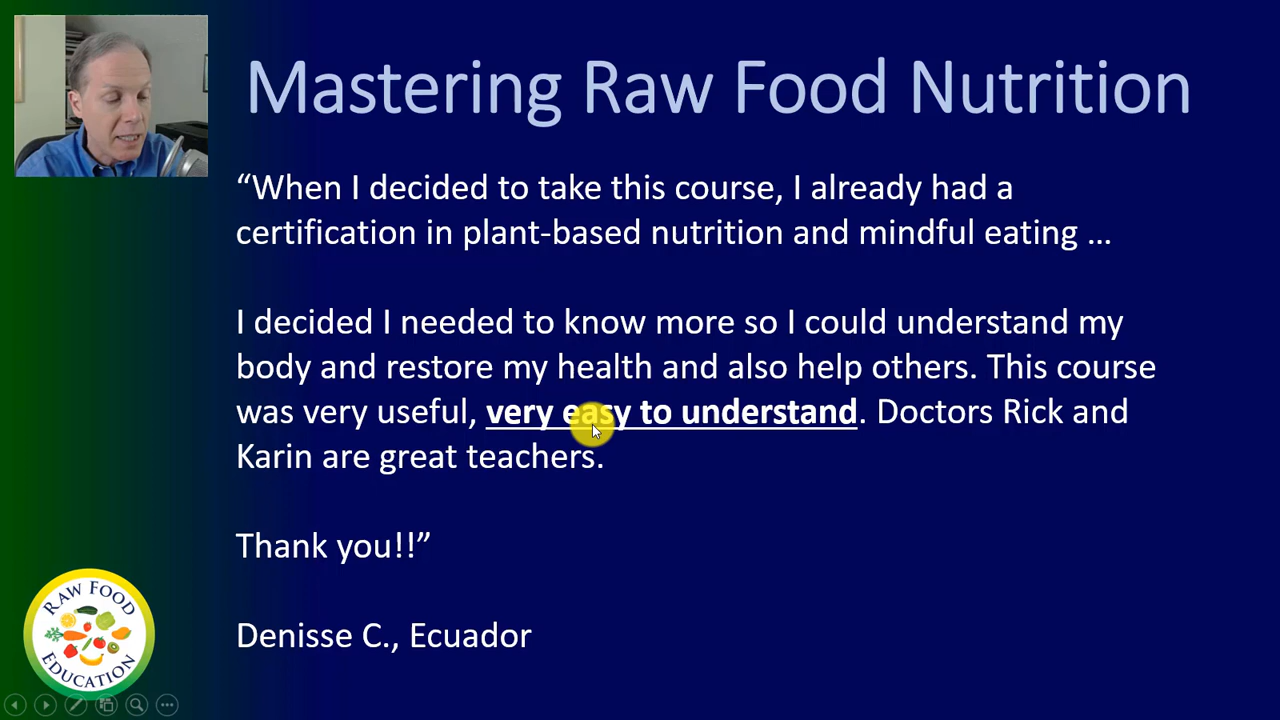 Mastering Raw Food Nutrition
“When I decided to take this course, I already had a
certification in plant-based nutrition and mindful eating …
I decided I needed to know more so I could understand my
body and restore my health and also help others. This course
was very useful, very easy to understand. Doctors Rick and
Karin are great teachers.
Thank you!!”
Denisse C., Ecuador
RAW FOOD
EDUCATION